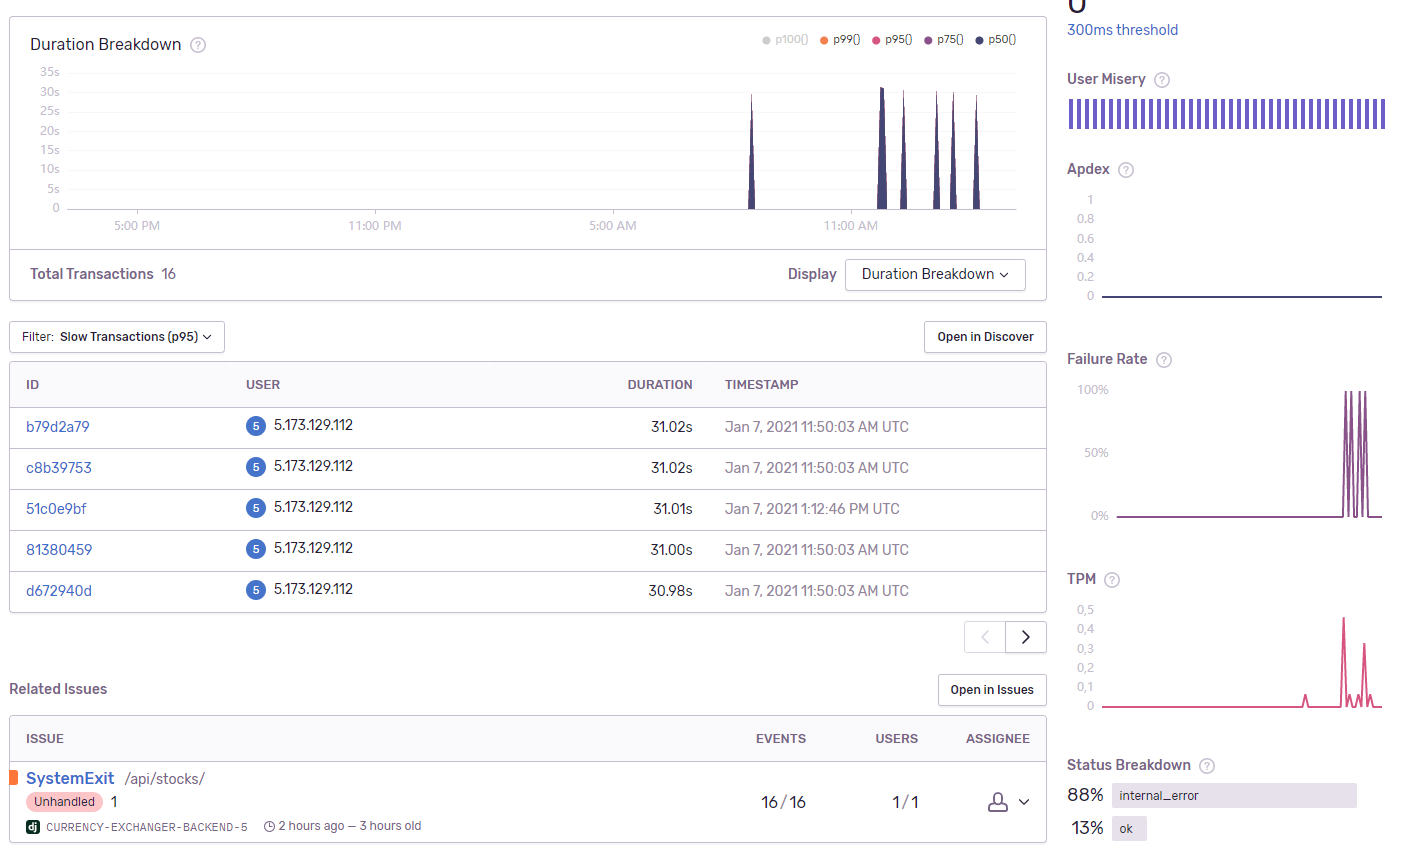 Duration Breakdown ?
p100() p99() p95() p75() p50()
35s
30s
25s
20s
15s
10s
5s
0
5:00 PM 11:00 PM 5:00 AM 11:00 AM
Total Transactions 16
Display Duration Breakdown
Filter: Slow Transactions (p95)
Open in Discover
ID USER DURATION TIMESTAMP
b79d2a79 5 5.173.129.112 31.02s Jan 7, 2021 11:50:03 AM UTC
c8b39753 5 5.173.129.112 31.02s Jan 7, 2021 11:50:03 AM UTC
51c0e9bf 5 5.173.129.112 31.01s Jan 7, 2021 1:12:46 PM UTC
81380459 5 5.173.129.112 31.00s Jan 7, 2021 11:50:03 AM UTC
d672940d 5 5.173.129.112 30.98s Jan 7, 2021 11:50:03 AM UTC
Related Issues
Open in Issues
ISSUE EVENTS USERS ASSIGNEE
SystemExit /api/stocks/
Unhandled 1
16/16 1/1
dj CURRENCY-EXCHANGER-BACKEND-5 2 hours ago — 3 hours old
300ms threshold
User Misery ?
Apdex ?
1
0.8
0.6
0.4
0.2
0
Failure Rate ?
100%
50%
0%
TPM ?
0,5
0,4
0,3
0,2
0,1
0
Status Breakdown ?
88% internal_error
13% ok